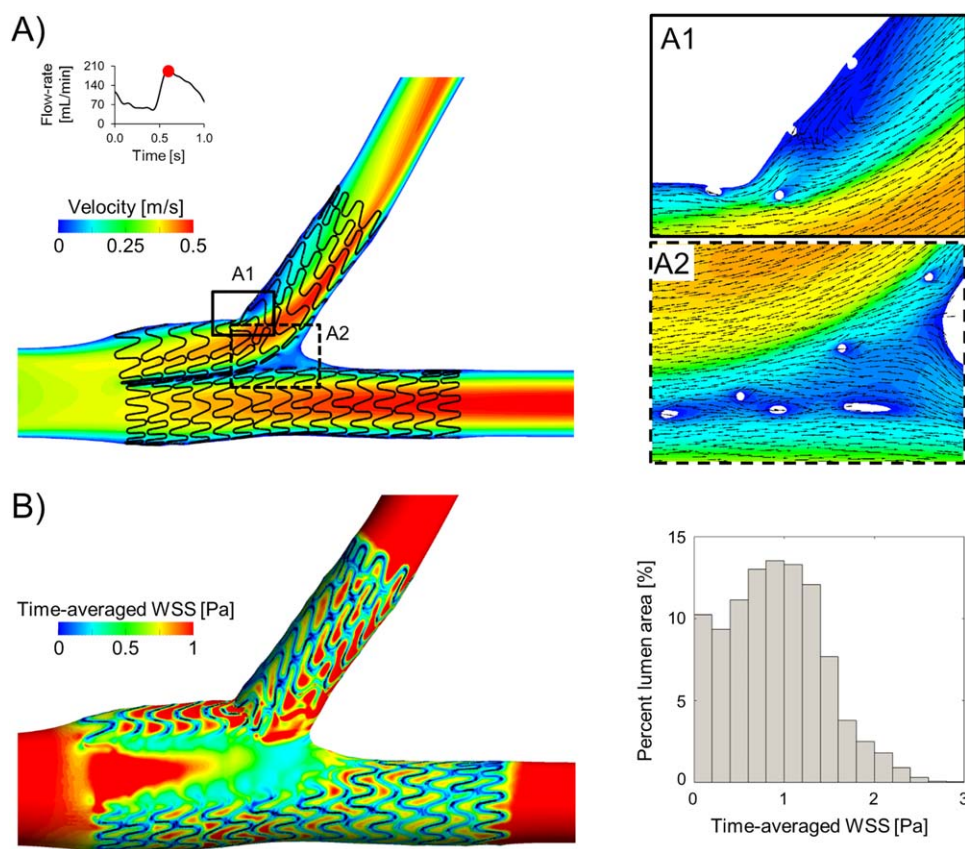 A)
210
140
70
0
Flow-rate
[mL/min]
0.0 0.5 1.0
Time [s]
Velocity [m/s]
0 0.25 0.5
A1
A2
A1
A2
B)
Time-averaged WSS [Pa]
0 0.5 1
15
10
5
0
Percent lumen area [%]
0 1 2 3
Time-averaged WSS [Pa]